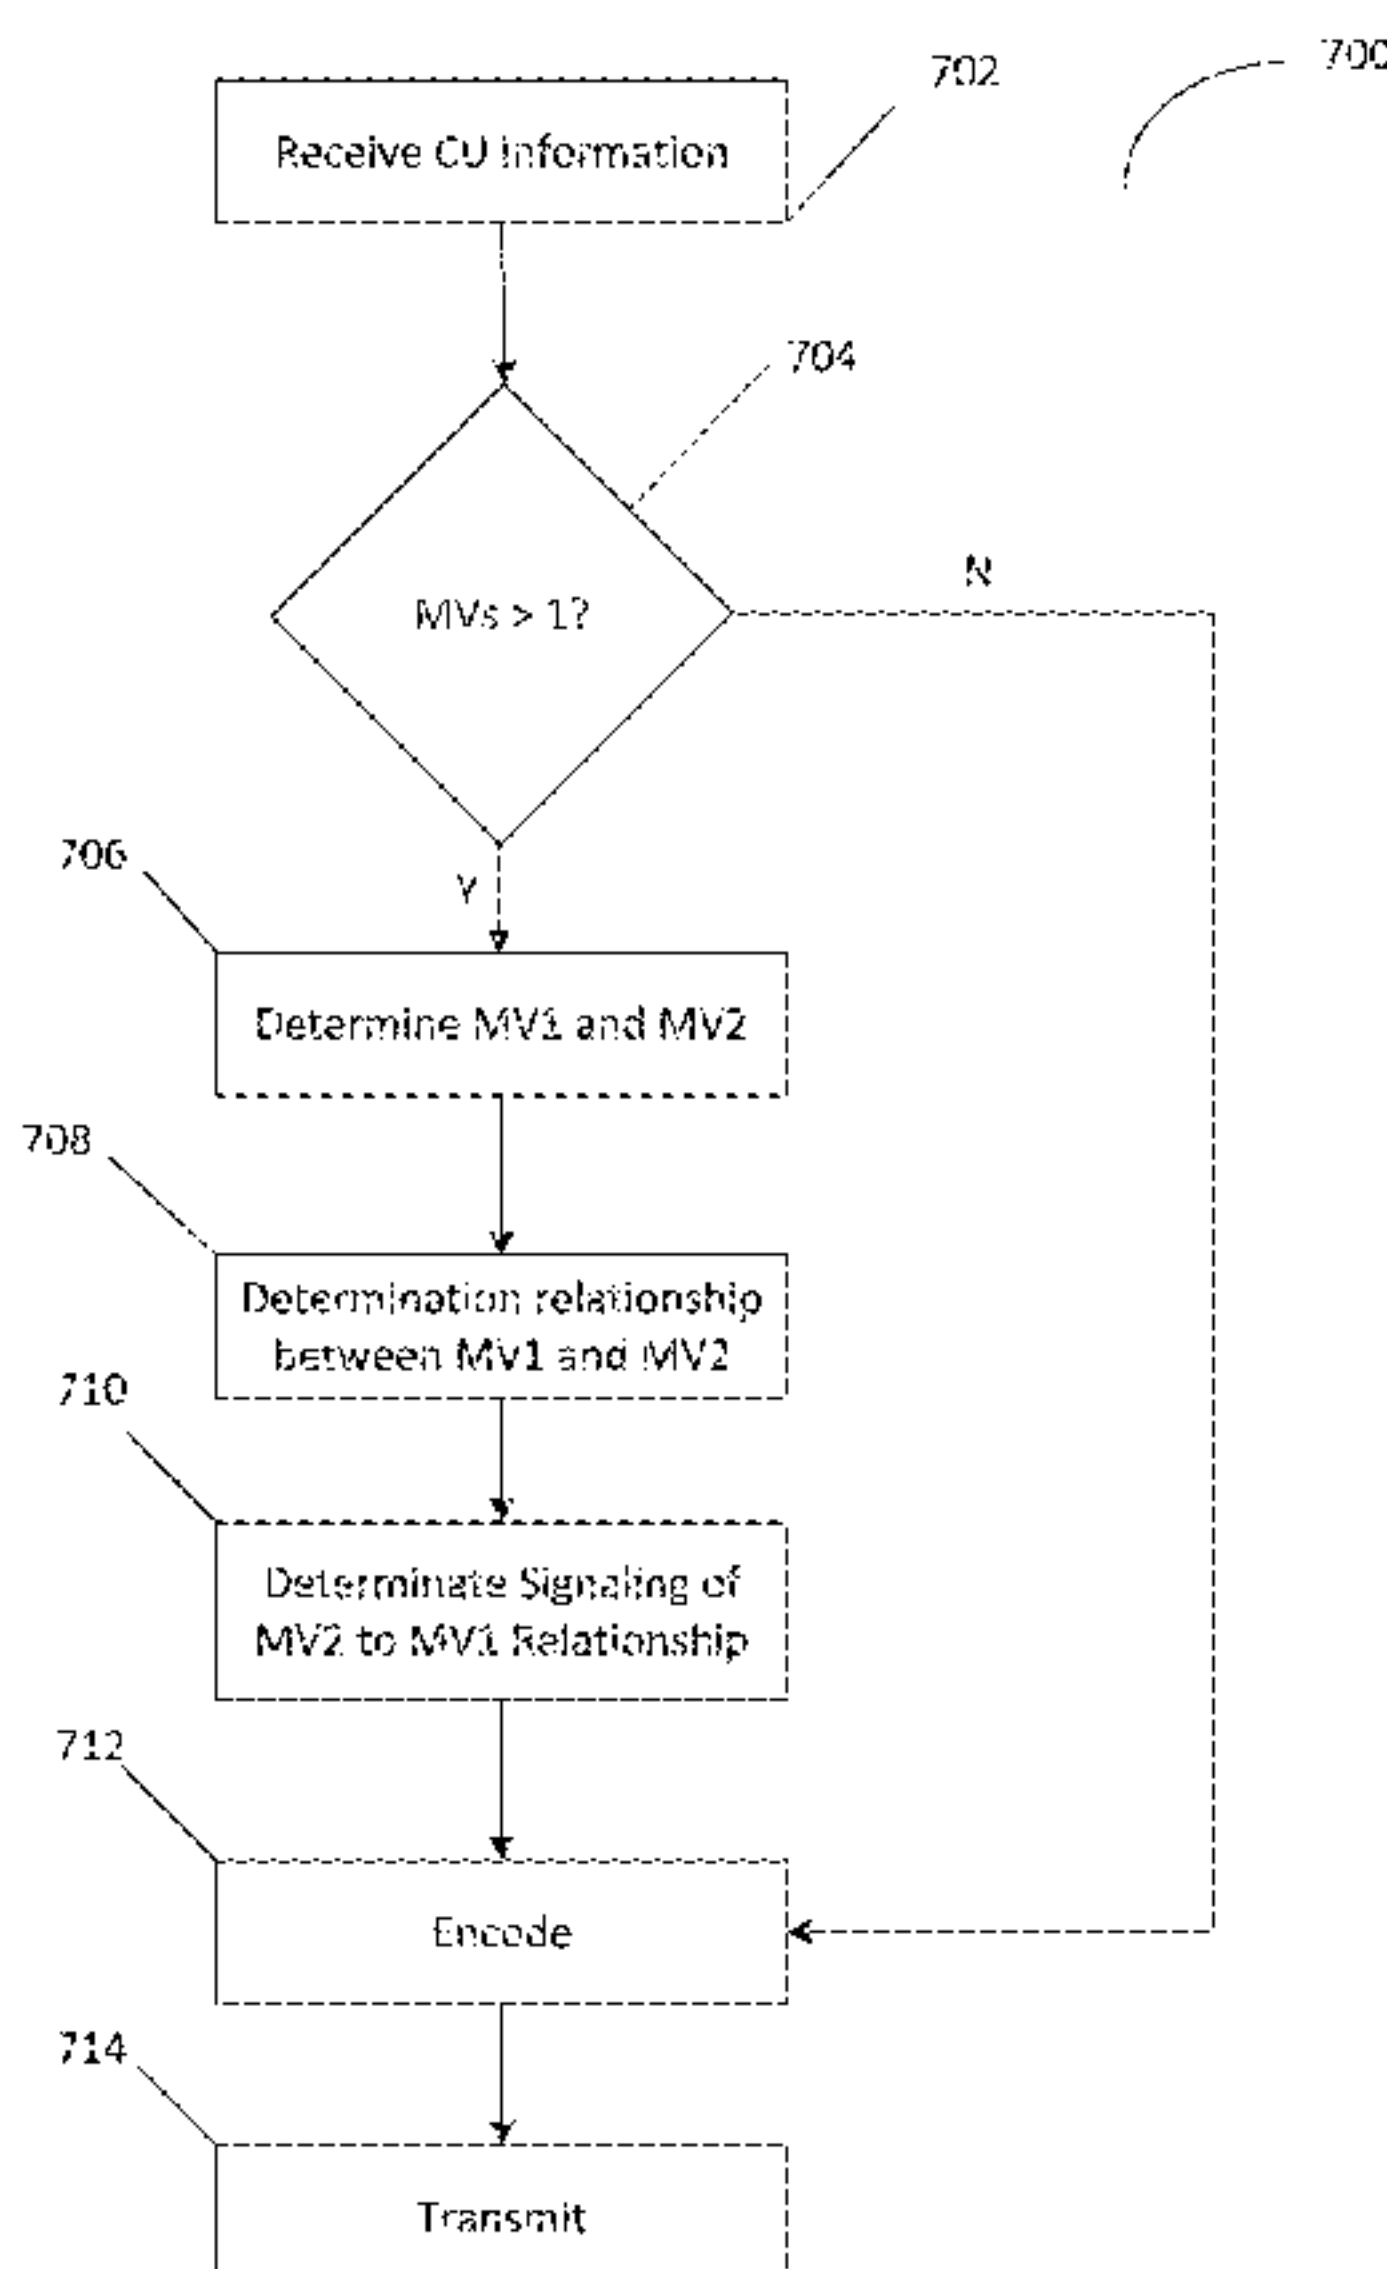 700
702
Receive CU information
704
MVs > 1?
N
Y
706
Determine MV1 and MV2
708
Determination relationship
between MV1 and MV2
710
Determinate Signaling of
MV2 to MV1 Relationship
712
Encode
714
Transmit